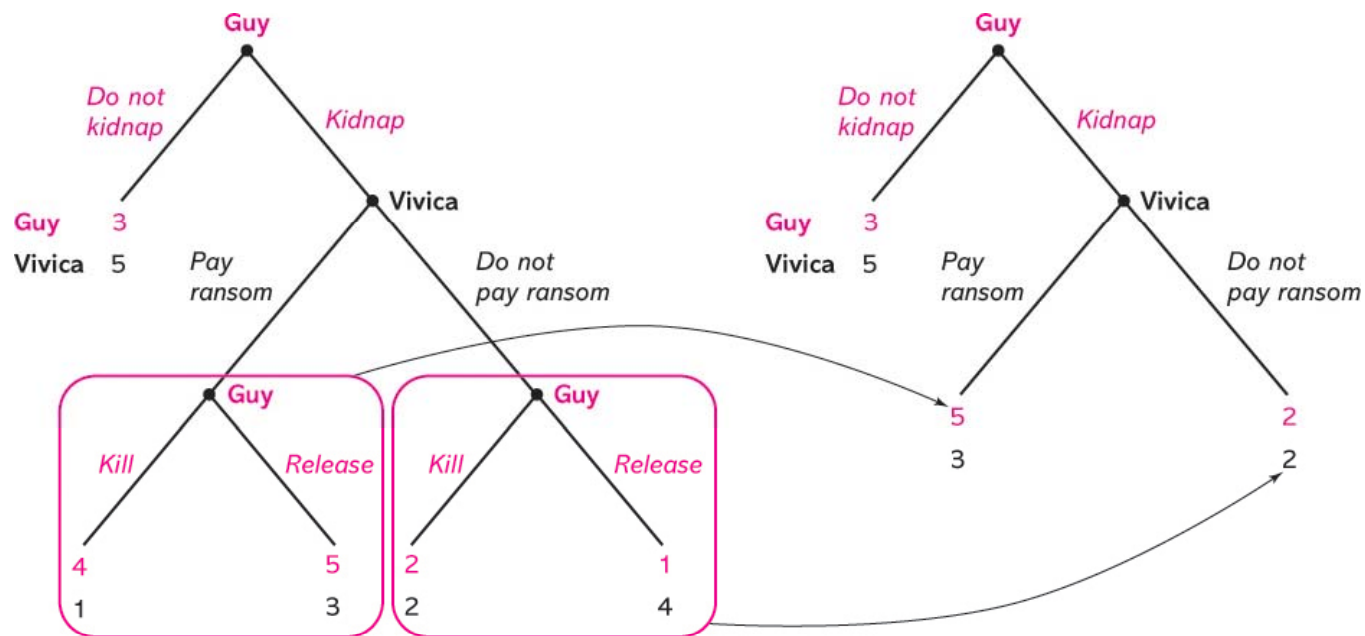 Guy
Do not
kidnap
Kidnap
Vivica
Guy 3
Vivica 5
Pay
ransom
Do not
pay ransom
Guy
Guy
Kill
Release
Kill
Release
4
5
2
1
1
3
2
4
Guy
Do not
kidnap
Kidnap
Vivica
Guy 3
Vivica 5
Pay
ransom
Do not
pay ransom
5
2
3
2